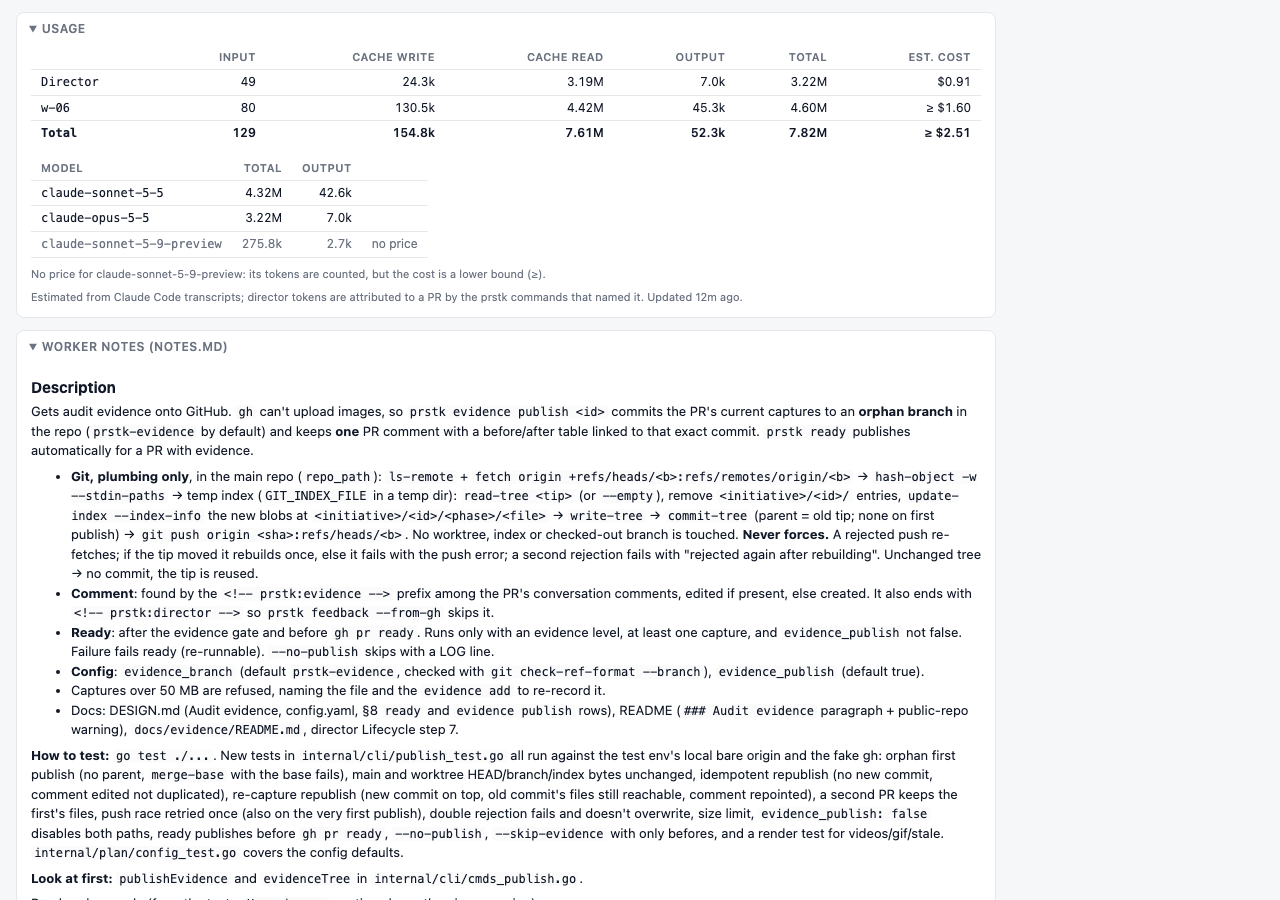 ▼ USAGE
INPUT CACHE WRITE CACHE READ OUTPUT TOTAL EST. COST
Director 49 24.3k 3.19M 7.0k 3.22M $0.91
w-06 80 130.5k 4.42M 45.3k 4.60M ≥ $1.60
Total 129 154.8k 7.61M 52.3k 7.82M ≥ $2.51
MODEL TOTAL OUTPUT
claude-sonnet-5-5 4.32M 42.6k
claude-opus-5-5 3.22M 7.0k
claude-sonnet-5-9-preview 275.8k 2.7k no price
No price for claude-sonnet-5-9-preview: its tokens are counted, but the cost is a lower bound (≥).
Estimated from Claude Code transcripts; director tokens are attributed to a PR by the prstk commands that named it. Updated 12m ago.
▼ WORKER NOTES (NOTES.MD)
Description
Gets audit evidence onto GitHub. gh can't upload images, so prstk evidence publish <id> commits the PR's current captures to an orphan branch in
the repo (prstk-evidence by default) and keeps one PR comment with a before/after table linked to that exact commit. prstk ready publishes
automatically for a PR with evidence.
• Git, plumbing only, in the main repo (repo_path): ls-remote + fetch origin +refs/heads/<b>:refs/remotes/origin/<b> → hash-object -w
--stdin-paths → temp index (GIT_INDEX_FILE in a temp dir): read-tree <tip> (or --empty), remove <initiative>/<id>/ entries, update-
index --index-info the new blobs at <initiative>/<id>/<phase>/<file> → write-tree → commit-tree (parent = old tip; none on first
publish) → git push origin <sha>:refs/heads/<b>. No worktree, index or checked-out branch is touched. Never forces. A rejected push re-
fetches; if the tip moved it rebuilds once, else it fails with the push error; a second rejection fails with "rejected again after rebuilding". Unchanged tree
→ no commit, the tip is reused.
• Comment: found by the <!-- prstk:evidence --> prefix among the PR's conversation comments, edited if present, else created. It also ends with
<!-- prstk:director --> so prstk feedback --from-gh skips it.
• Ready: after the evidence gate and before gh pr ready. Runs only with an evidence level, at least one capture, and evidence_publish not false.
Failure fails ready (re-runnable). --no-publish skips with a LOG line.
• Config: evidence_branch (default prstk-evidence, checked with git check-ref-format --branch), evidence_publish (default true).
• Captures over 50 MB are refused, naming the file and the evidence add to re-record it.
• Docs: DESIGN.md (Audit evidence, config.yaml, §8 ready and evidence publish rows), README (### Audit evidence paragraph + public-repo
warning), docs/evidence/README.md, director Lifecycle step 7.
How to test: go test ./.... New tests in internal/cli/publish_test.go all run against the test env's local bare origin and the fake gh: orphan first
publish (no parent, merge-base with the base fails), main and worktree HEAD/branch/index bytes unchanged, idempotent republish (no new commit,
comment edited not duplicated), re-capture republish (new commit on top, old commit's files still reachable, comment repointed), a second PR keeps the
first's files, push race retried once (also on the very first publish), double rejection fails and doesn't overwrite, size limit, evidence_publish: false
disables both paths, ready publishes before gh pr ready, --no-publish, --skip-evidence with only befores, and a render test for videos/gif/stale.
internal/plan/config_test.go covers the config defaults.
Look at first: publishEvidence and evidenceTree in internal/cli/cmds_publish.go.